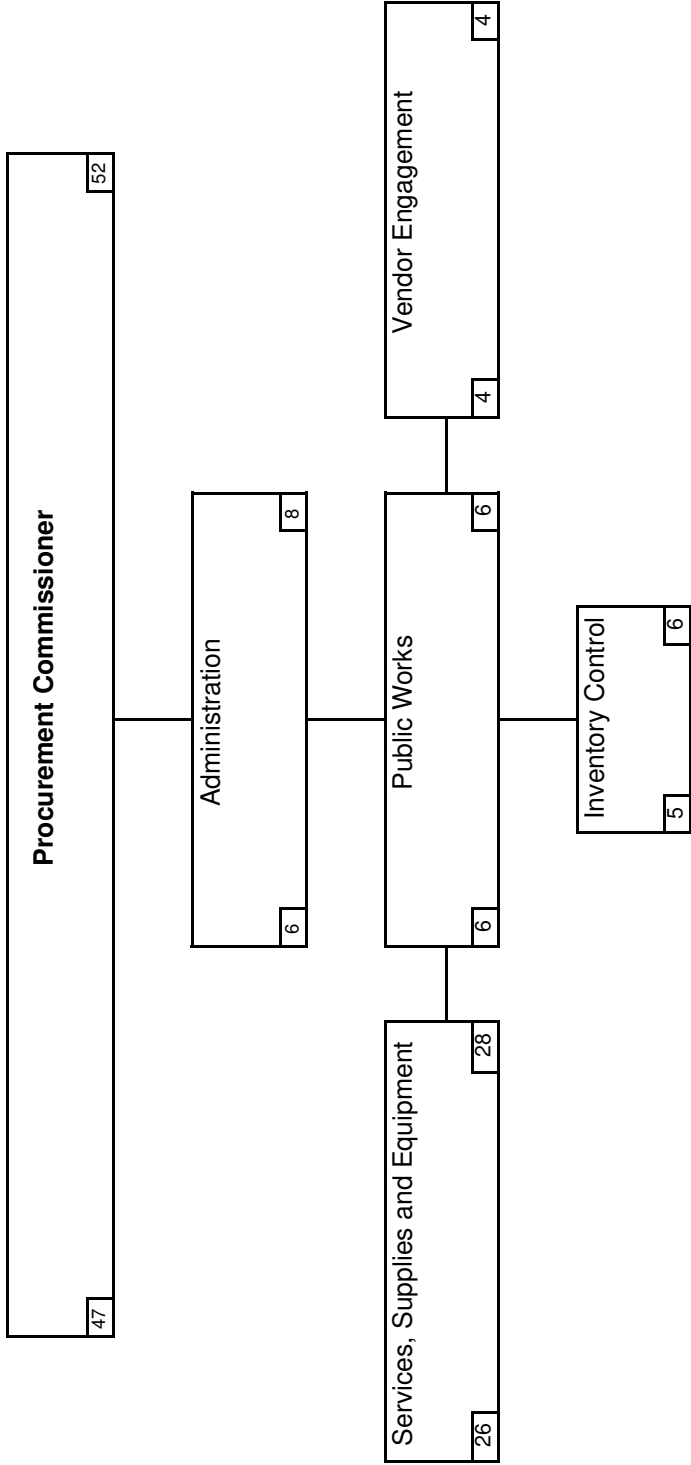 Procurement Commissioner
47
52
Administration
6
8
Services, Supplies and Equipment
26
28
Public Works
6
6
Vendor Engagement
4
4
Inventory Control
5
6